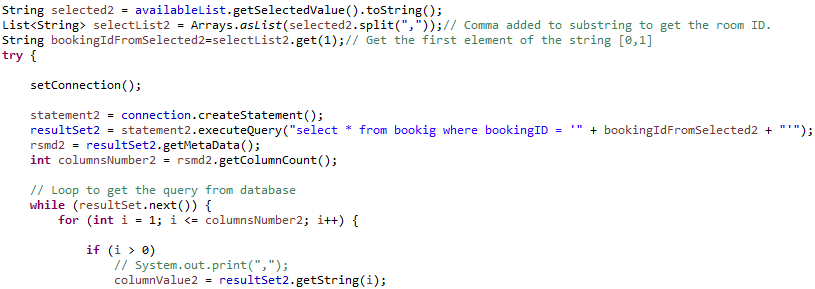 String selected2 = availableList.getSelectedValue().toString();
List<String> selectList2 = Arrays.asList(selected2.split(","));// Comma added to substring to get the room ID.
String bookingIdFromSelected2=selectList2.get(1);// Get the first element of the string [0,1]
try {
setConnection();
statement2 = connection.createStatement();
resultSet2 = statement2.executeQuery("select * from bookig where bookingID = '" + bookingIdFromSelected2 + "'");
rsmd2 = resultSet2.getMetaData();
int columnsNumber2 = rsmd2.getColumnCount();
// Loop to get the query from database
while (resultSet.next()) {
for (int i = 1; i <= columnsNumber2; i++) {
if (i > 0)
// System.out.print(",");
columnValue2 = resultSet2.getString(i);